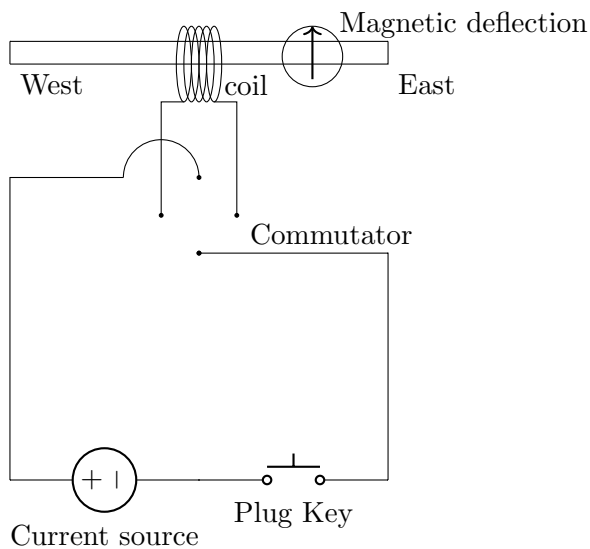 Magnetic deflection
West
coil
East
Commutator
+ −
Plug Key
Current source